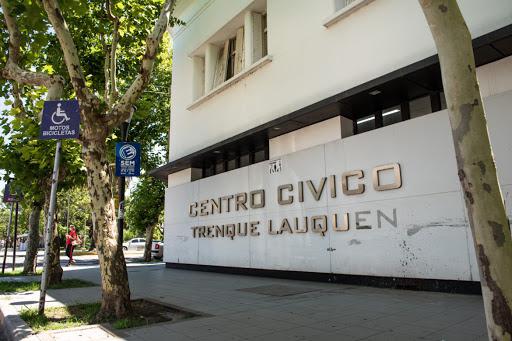 MOTOS
BICICLETAS
SEM
CENTRO CIVICO
TRENQUE LAUQUEN